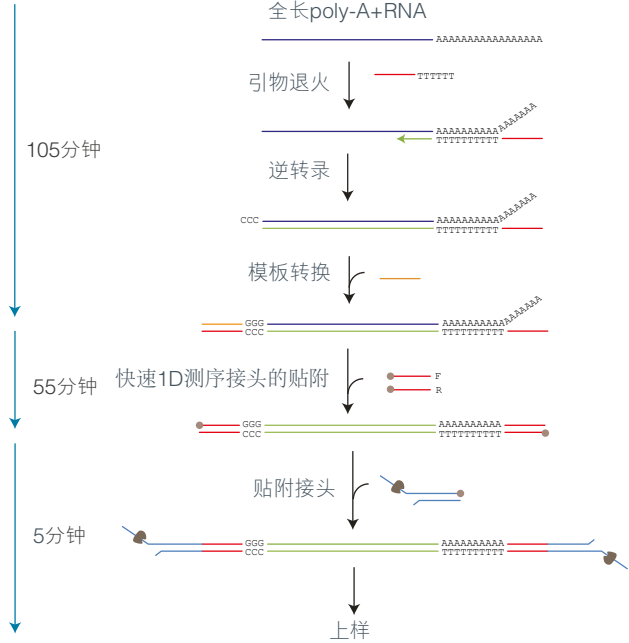 全长poly-A+RNA
AAAAAAAAAAAAAAAAA
引物退火
TTTTTT
AAAAAAAAAAAAAAAAA
TTTTTTTTTT
105分钟
逆转录
CCC
AAAAAAAAAAAAAAAAA
TTTTTTTTTT
模板转换
GGG AAAAAAAAAAAAAAAAA
CCC TTTTTTTTTT
55分钟
快速1D测序接头的贴附
F
R
GGG AAAAAAAAAA
CCC TTTTTTTTTT
贴附接头
5分钟
GGG AAAAAAAAAA
CCC TTTTTTTTTT
上样